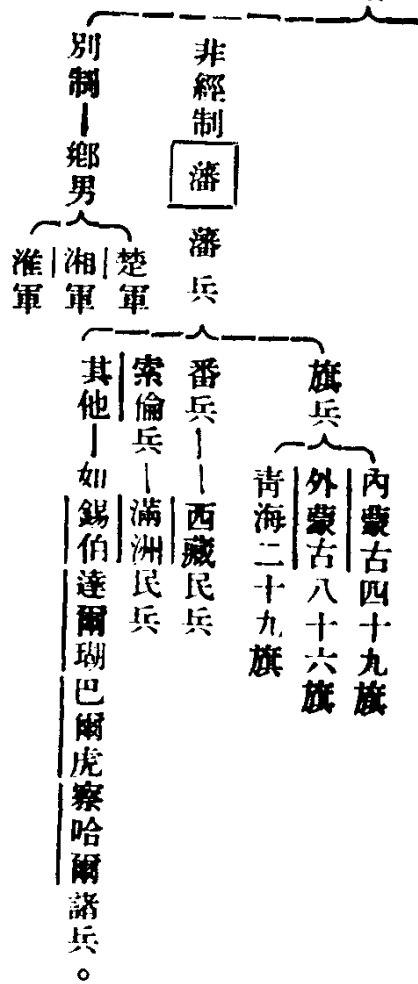 非經制 藩 藩兵
旗兵
內蒙古四十九旗
外蒙古八十六旗
靑海二十九旗
番兵——西藏民兵
索倫兵—滿洲民兵
其他—如錫伯達爾瑚巴爾虎察哈爾諸兵。
別制—鄕男
楚軍
湘軍
淮軍